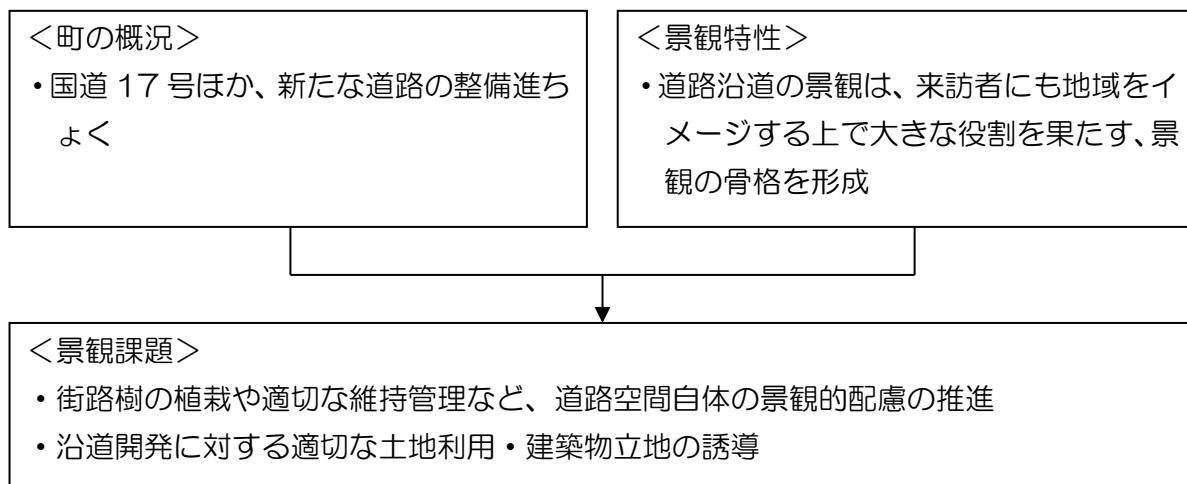 ＜町の概況＞
・国道 17 号ほか、新たな道路の整備進ち
ょく
＜景観特性＞
・道路沿道の景観は、来訪者にも地域をイ
メージする上で大きな役割を果たす、景
観の骨格を形成
＜景観課題＞
・街路樹の植栽や適切な維持管理など、道路空間自体の景観的配慮の推進
・沿道開発に対する適切な土地利用・建築物立地の誘導